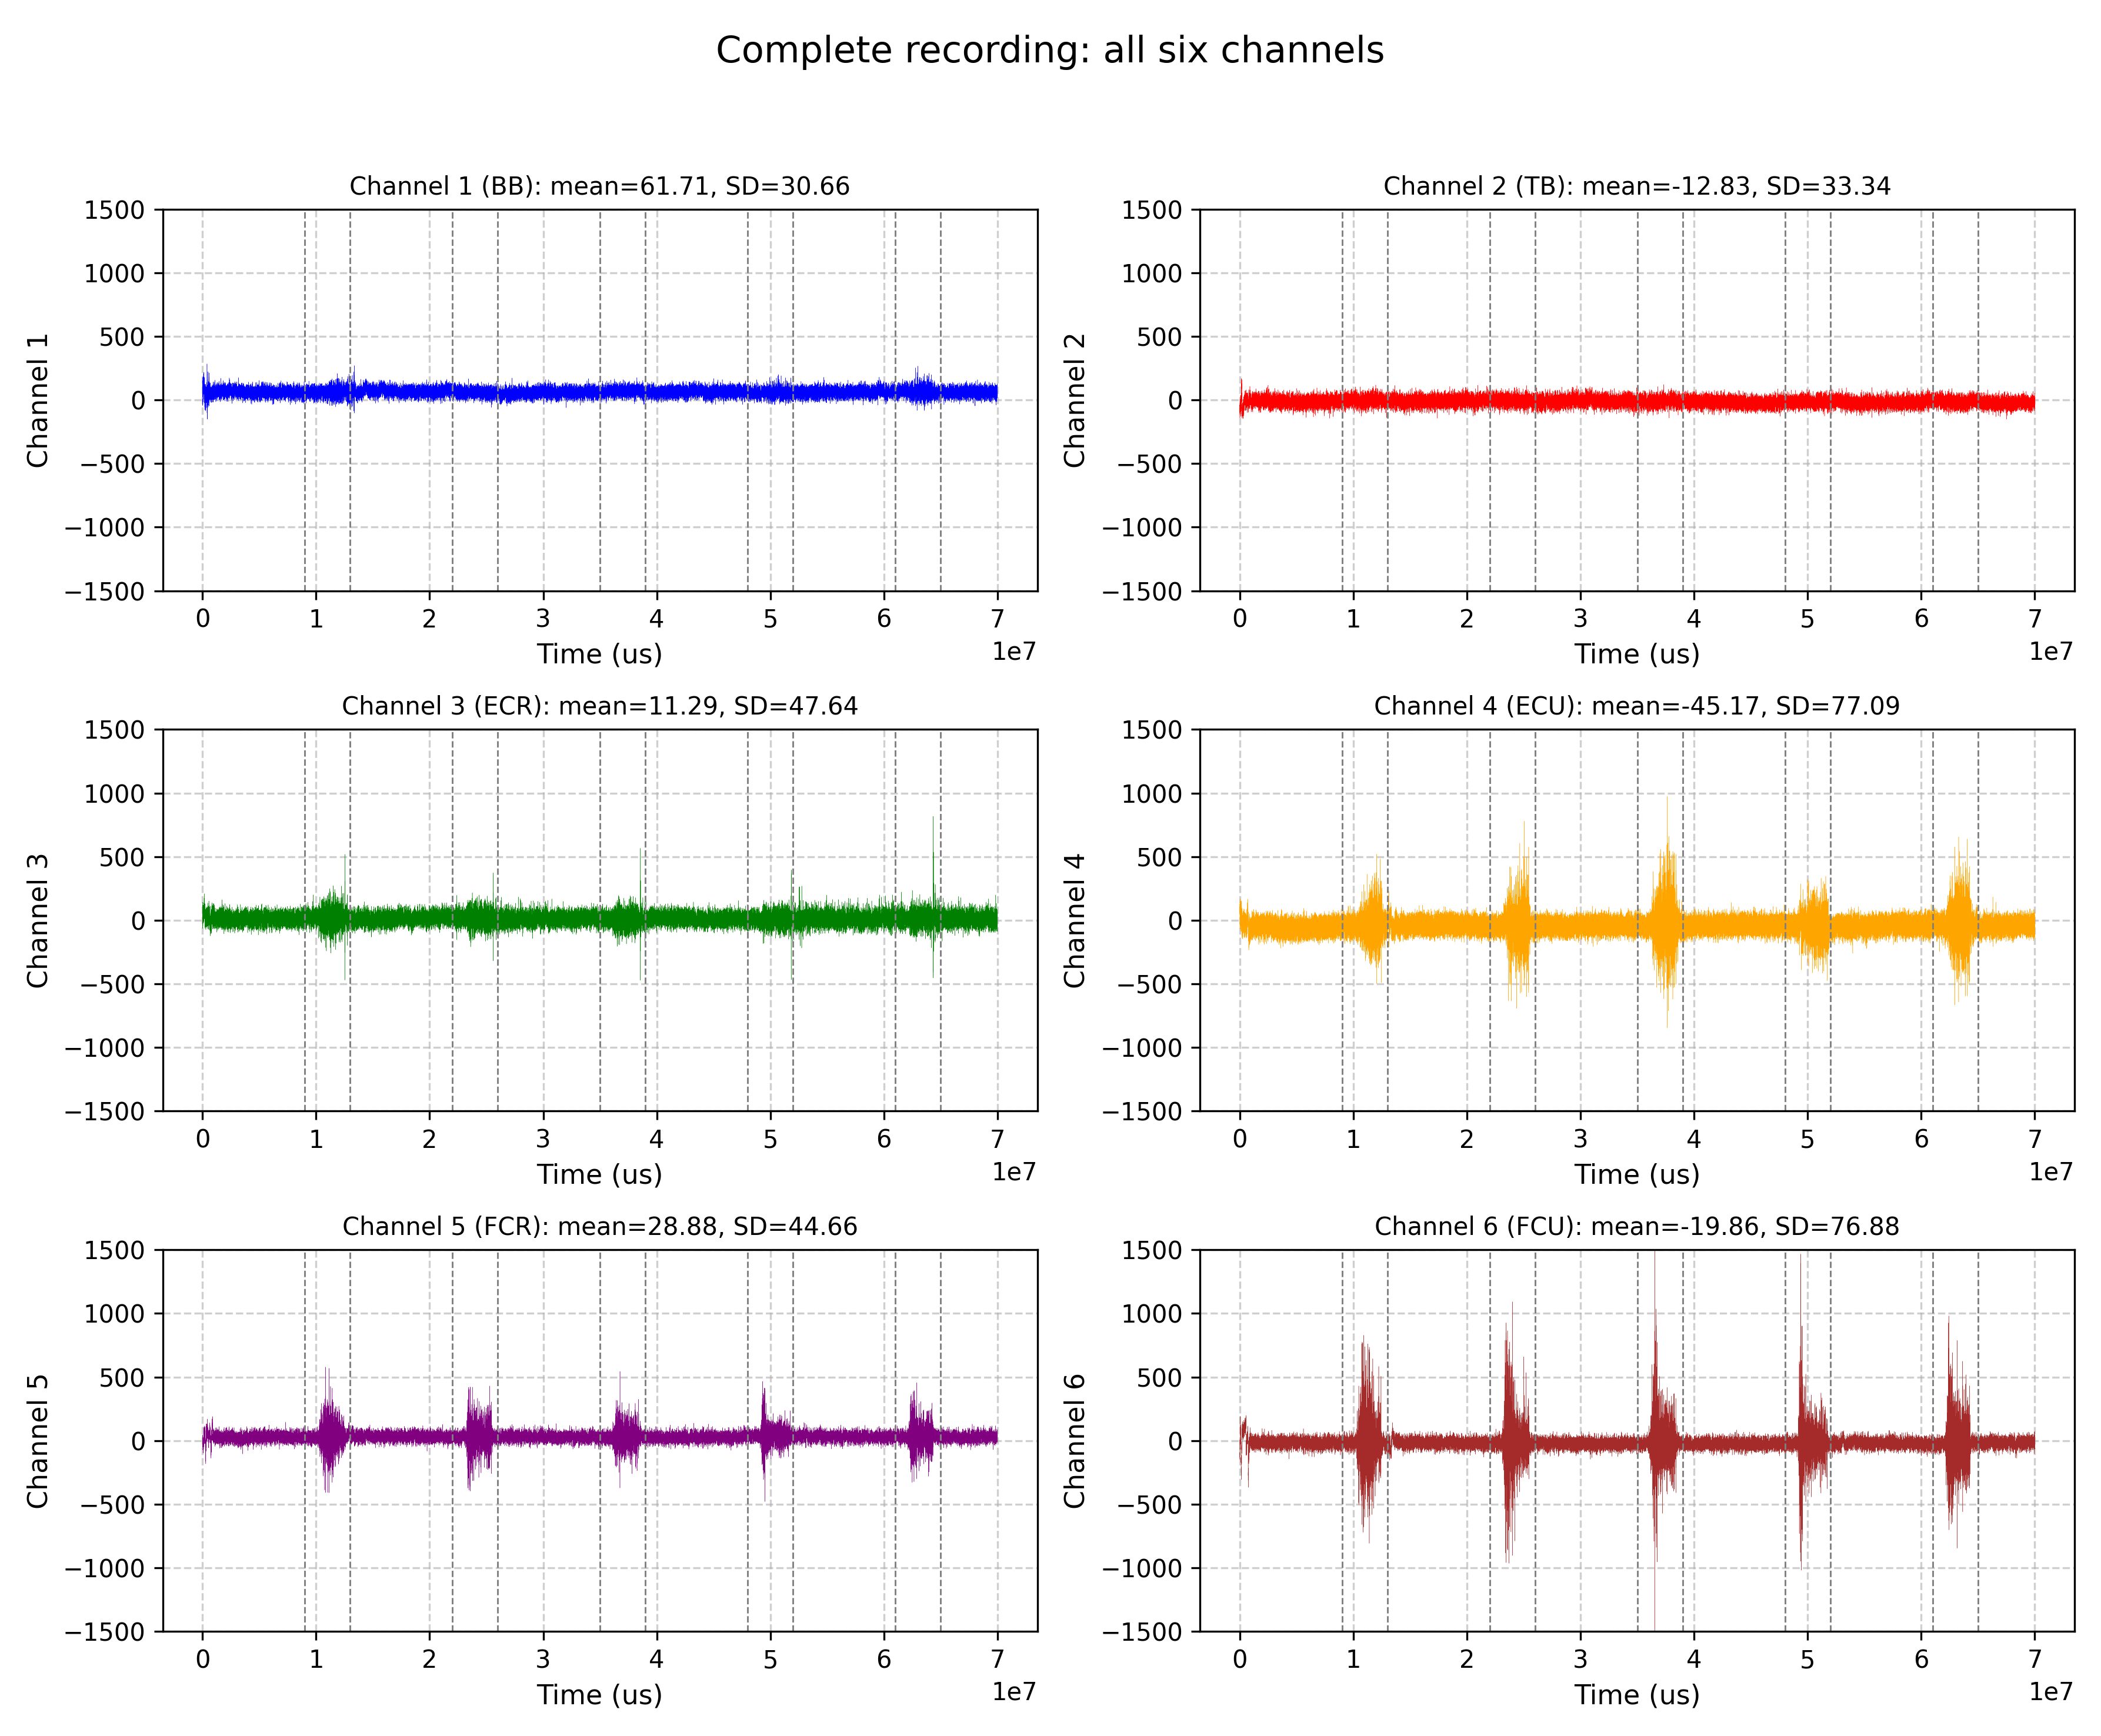 Complete recording: all six channels
Channel 1 (BB): mean=61.71, SD=30.66
1500
1000
500
0
−500
−1000
−1500
Channel 1
0 1 2 3 4 5 6 7
Time (us)
1e7
Channel 2 (TB): mean=-12.83, SD=33.34
1500
1000
500
0
−500
−1000
−1500
Channel 2
0 1 2 3 4 5 6 7
Time (us)
1e7
Channel 3 (ECR): mean=11.29, SD=47.64
1500
1000
500
0
−500
−1000
−1500
Channel 3
0 1 2 3 4 5 6 7
Time (us)
1e7
Channel 4 (ECU): mean=-45.17, SD=77.09
1500
1000
500
0
−500
−1000
−1500
Channel 4
0 1 2 3 4 5 6 7
Time (us)
1e7
Channel 5 (FCR): mean=28.88, SD=44.66
1500
1000
500
0
−500
−1000
−1500
Channel 5
0 1 2 3 4 5 6 7
Time (us)
1e7
Channel 6 (FCU): mean=-19.86, SD=76.88
1500
1000
500
0
−500
−1000
−1500
Channel 6
0 1 2 3 4 5 6 7
Time (us)
1e7